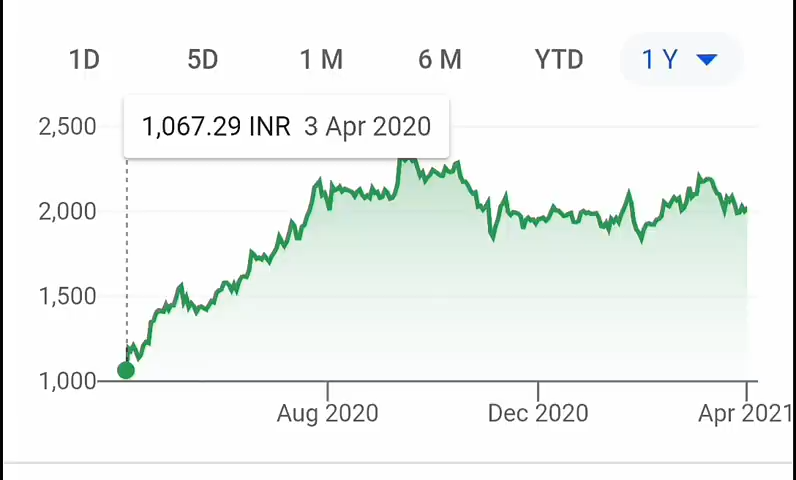 1D 5D 1 M 6 M YTD 1 Y
1,067.29 INR 3 Apr 2020
2,500
2,000
1,500
1,000
Aug 2020 Dec 2020 Apr 2021